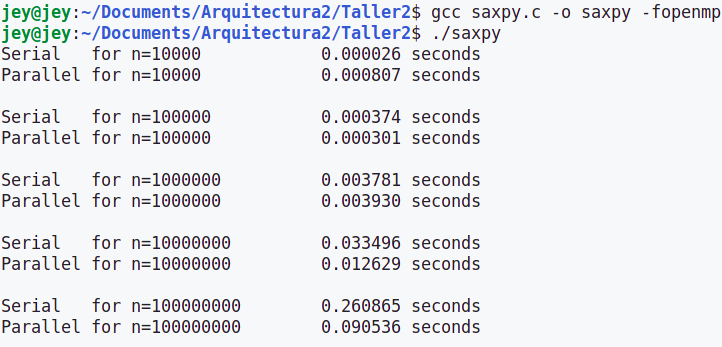 jey@jey:~/Documents/Arquitectura2/Taller2$ gcc saxpy.c -o saxpy -fopenmp
jey@jey:~/Documents/Arquitectura2/Taller2$ ./saxpy
Serial   for n=10000            0.000026 seconds
Parallel for n=10000            0.000807 seconds

Serial   for n=100000           0.000374 seconds
Parallel for n=100000           0.000301 seconds

Serial   for n=1000000          0.003781 seconds
Parallel for n=1000000          0.003930 seconds

Serial   for n=10000000         0.033496 seconds
Parallel for n=10000000         0.012629 seconds

Serial   for n=100000000        0.260865 seconds
Parallel for n=100000000        0.090536 seconds